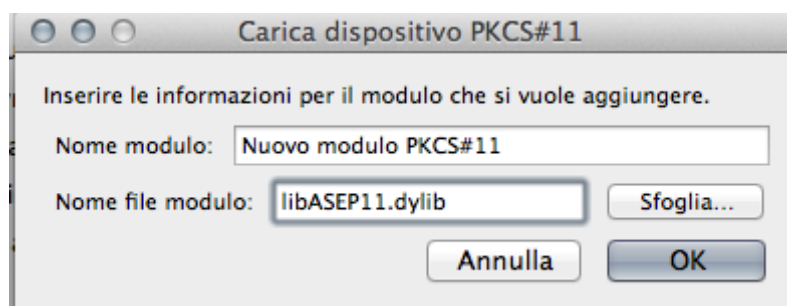 Carica dispositivo PKCS#11
Inserire le informazioni per il modulo che si vuole aggiungere.
Nome modulo: Nuovo modulo PKCS#11
Nome file modulo: libASEP11.dylib Sfoglia...
Annulla OK